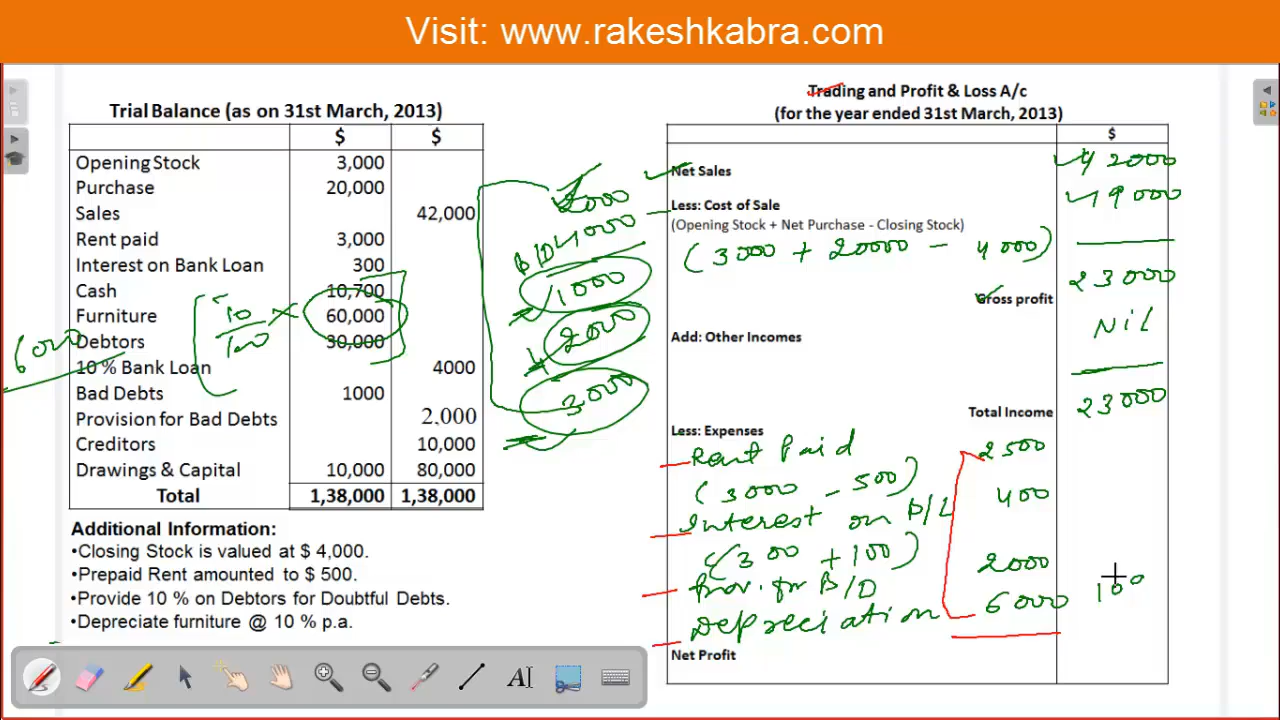 Visit: www.rakeshkabra.com
Trial Balance (as on 31st March, 2013)
$ $
Opening Stock 3,000
Purchase 20,000
Sales 42,000
Rent paid 3,000
Interest on Bank Loan 300
Cash 10,700
Furniture 60,000
Debtors 30,000
10 % Bank Loan 4000
Bad Debts 1000
Provision for Bad Debts 2,000
Creditors 10,000
Drawings & Capital 10,000 80,000
Total 1,38,000 1,38,000
10/100 ×
6000
Additional Information:
•Closing Stock is valued at $ 4,000.
•Prepaid Rent amounted to $ 500.
•Provide 10 % on Debtors for Doubtful Debts.
•Depreciate furniture @ 10 % p.a.
2000
B/D 1000
1000
2000
3000
Trading and Profit & Loss A/c
(for the year ended 31st March, 2013)
$
Net Sales 42000
Less: Cost of Sale 19000
(Opening Stock + Net Purchase - Closing Stock)
(3000 + 20000 - 4000)
Gross profit 23000
Add: Other Incomes Nil
Total Income 23000
Less: Expenses
Rent Paid 2500
(3000 - 500)
Interest on B/L 400
(300 + 100)
Prov. for B/D 2000
Depreciation 6000 100
Net Profit
A